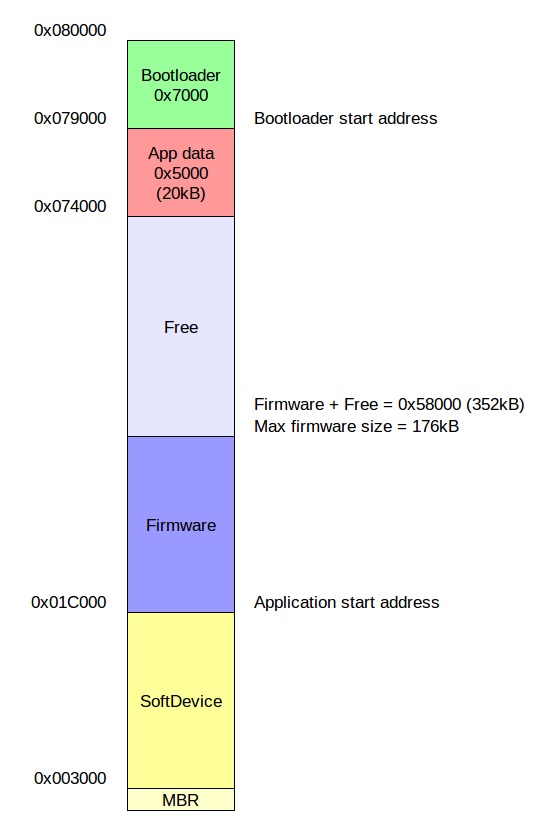 0x080000
Bootloader
0x7000
0x079000
Bootloader start address
App data
0x5000
(20kB)
0x074000
Free
Firmware + Free = 0x58000 (352kB)
Max firmware size = 176kB
Firmware
0x01C000
Application start address
SoftDevice
0x003000
MBR